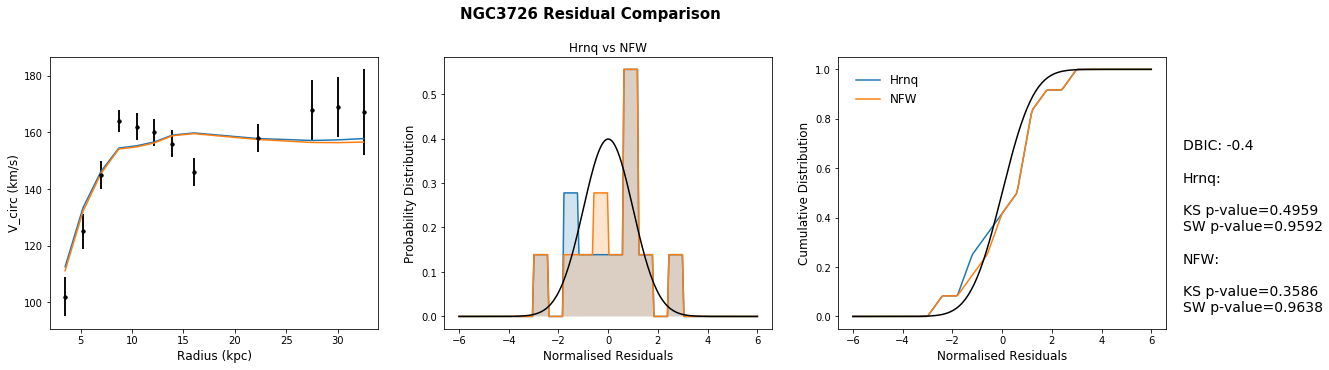 NGC3726 Residual Comparison
V_circ (km/s)
180
160
140
120
100
5
10
15
20
25
30
Radius (kpc)
Hrnq vs NFW
Probability Distribution
0.5
0.4
0.3
0.2
0.1
0.0
−6
−4
−2
0
2
4
6
Normalised Residuals
Cumulative Distribution
1.0
0.8
0.6
0.4
0.2
0.0
Hrnq
NFW
−6
−4
−2
0
2
4
6
Normalised Residuals
DBIC: -0.4
Hrnq:
KS p-value=0.4959
SW p-value=0.9592
NFW:
KS p-value=0.3586
SW p-value=0.9638